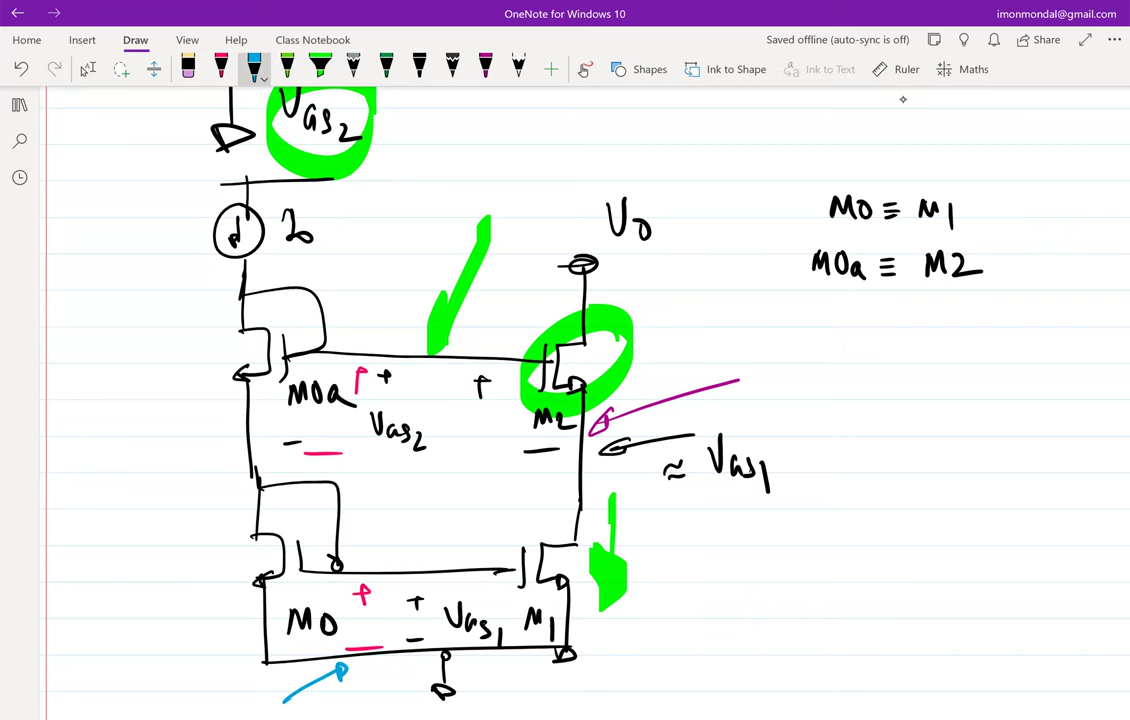 OneNote for Windows 10
imonmondal@gmail.com
Home Insert Draw View Help Class Notebook
Saved offline (auto-sync is off)
Share
Shapes
Ink to Shape
Ink to Text
Ruler
Maths
VGS2
I0
V0
M0 ≡ M1
M0a ≡ M2
M0a + +
VGS2
M2
- -
≈ VGS1
+ +
M0 VGS1 M1
- -